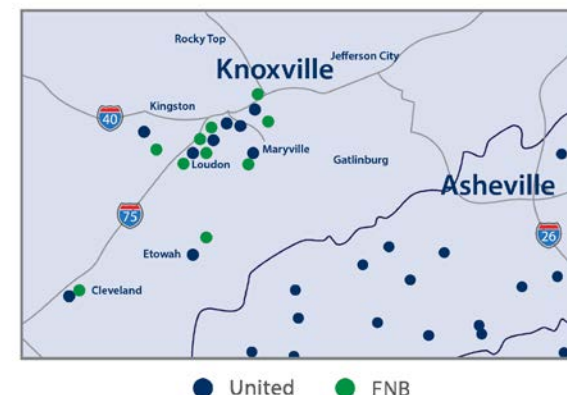 Rocky Top
Jefferson City
Knoxville
Kingston
40
Maryville
Loudon
Gatlinburg
Asheville
75
26
Etowah
Cleveland
United FNB